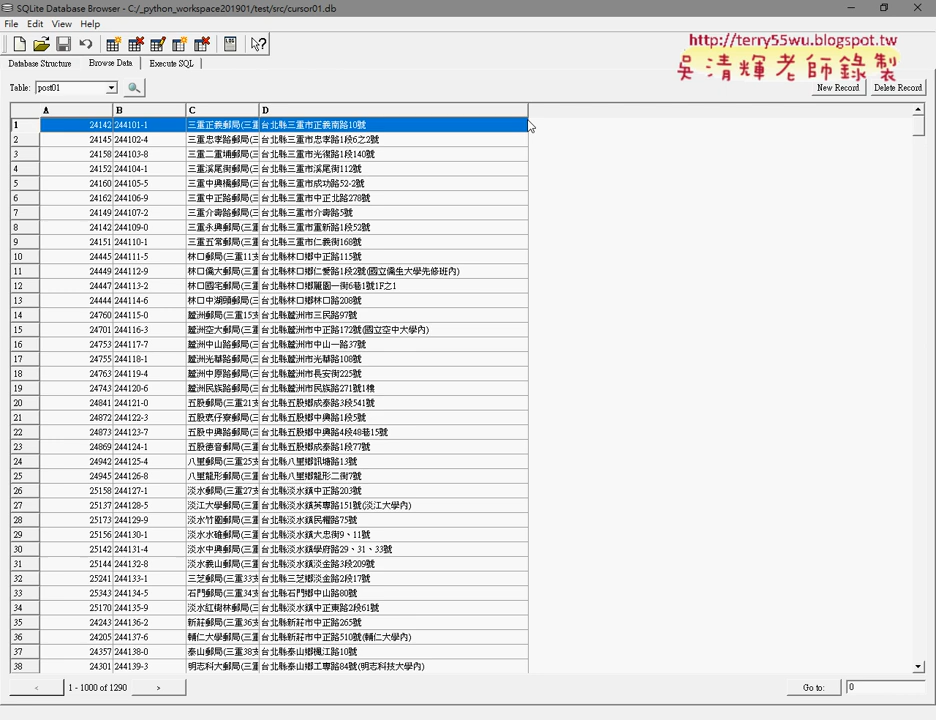 SQLite Database Browser - C:/_python_workspace201901/test/src/cursor01.db
File Edit View Help
http://terry55wu.blogspot.tw
吳清輝老師錄製
Database Structure Browse Data Execute SQL
Table: post01 New Record Delete Record
A B C D
1 24142 244101-1 三重正義郵局(三重 台北縣三重市正義南路10號
2 24145 244102-4 三重忠孝路郵局(三 台北縣三重市忠孝路1段6之2號
3 24158 244103-8 三重二重埔郵局(三 台北縣三重市光復路1段140號
4 24152 244104-1 三重溪尾街郵局(三 台北縣三重市溪尾街112號
5 24160 244105-5 三重中興橋郵局(三 台北縣三重市成功路52-2號
6 24162 244106-9 三重中正路郵局(三 台北縣三重市中正北路278號
7 24149 244107-2 三重介壽路郵局(三 台北縣三重市介壽路5號
8 24142 244109-0 三重永興郵局(三重 台北縣三重市重新路1段52號
9 24151 244110-1 三重五常郵局(三重 台北縣三重市仁義街168號
10 24445 244111-5 林口郵局(三重11支 台北縣林口鄉中正路115號
11 24449 244112-9 林口僑大郵局(三重 台北縣林口鄉仁愛路1段2號(國立僑生大學先修班內)
12 24447 244113-2 林口國宅郵局(三重 台北縣林口鄉麗園一街6巷1號1F之1
13 24444 244114-6 林口中湖頭郵局(三 台北縣林口鄉林口路208號
14 24760 244115-0 蘆洲郵局(三重15支 台北縣蘆洲市三民路97號
15 24701 244116-3 蘆洲空大郵局(三重 台北縣蘆洲市中正路172號(國立空中大學內)
16 24753 244117-7 蘆洲中山路郵局(三 台北縣蘆洲市中山一路37號
17 24755 244118-1 蘆洲光華路郵局(三 台北縣蘆洲市光華路108號
18 24763 244119-4 蘆洲中原路郵局(三 台北縣蘆洲市長安街225號
19 24743 244120-6 蘆洲民族路郵局(三 台北縣蘆洲市民族路271號1樓
20 24841 244121-0 五股郵局(三重21支 台北縣五股鄉成泰路3段541號
21 24872 244122-3 五股褒仔寮郵局(三 台北縣五股鄉中興路1段5號
22 24873 244123-7 五股中興路郵局(三 台北縣五股鄉中興路4段48巷15號
23 24869 244124-1 五股德音郵局(三重 台北縣五股鄉成泰路1段77號
24 24942 244125-4 八里郵局(三重25支 台北縣八里鄉訊塘路13號
25 24945 244126-8 八里龍形郵局(三重 台北縣八里鄉龍形二街7號
26 25158 244127-1 淡水郵局(三重27支 台北縣淡水鎮中正路203號
27 25137 244128-5 淡江大學郵局(三重 台北縣淡水鎮英專路151號(淡江大學內)
28 25173 244129-9 淡水竹圍郵局(三重 台北縣淡水鎮民權路75號
29 25156 244130-1 淡水水碓郵局(三重 台北縣淡水鎮大忠街9、11號
30 25142 244131-4 淡水中興郵局(三重 台北縣淡水鎮學府路29、31、33號
31 25144 244132-8 淡水義山郵局(三重 台北縣淡水鎮淡金路3段209號
32 25241 244133-1 三芝郵局(三重33支 台北縣三芝鄉淡金路2段17號
33 25343 244134-5 石門郵局(三重34支 台北縣石門鄉中山路80號
34 25170 244135-9 淡水紅樹林郵局(三 台北縣淡水鎮中正東路2段61號
35 24243 244136-2 新莊郵局(三重36支 台北縣新莊市中正路265號
36 24205 244137-6 輔仁大學郵局(三重 台北縣新莊市中正路510號(輔仁大學內)
37 24357 244138-0 泰山郵局(三重38支 台北縣泰山鄉楓江路10號
38 24301 244139-3 明志科大郵局(三重 台北縣泰山鄉工專路84號(明志科技大學內)
< 1 - 1000 of 1290 > Go to: 0